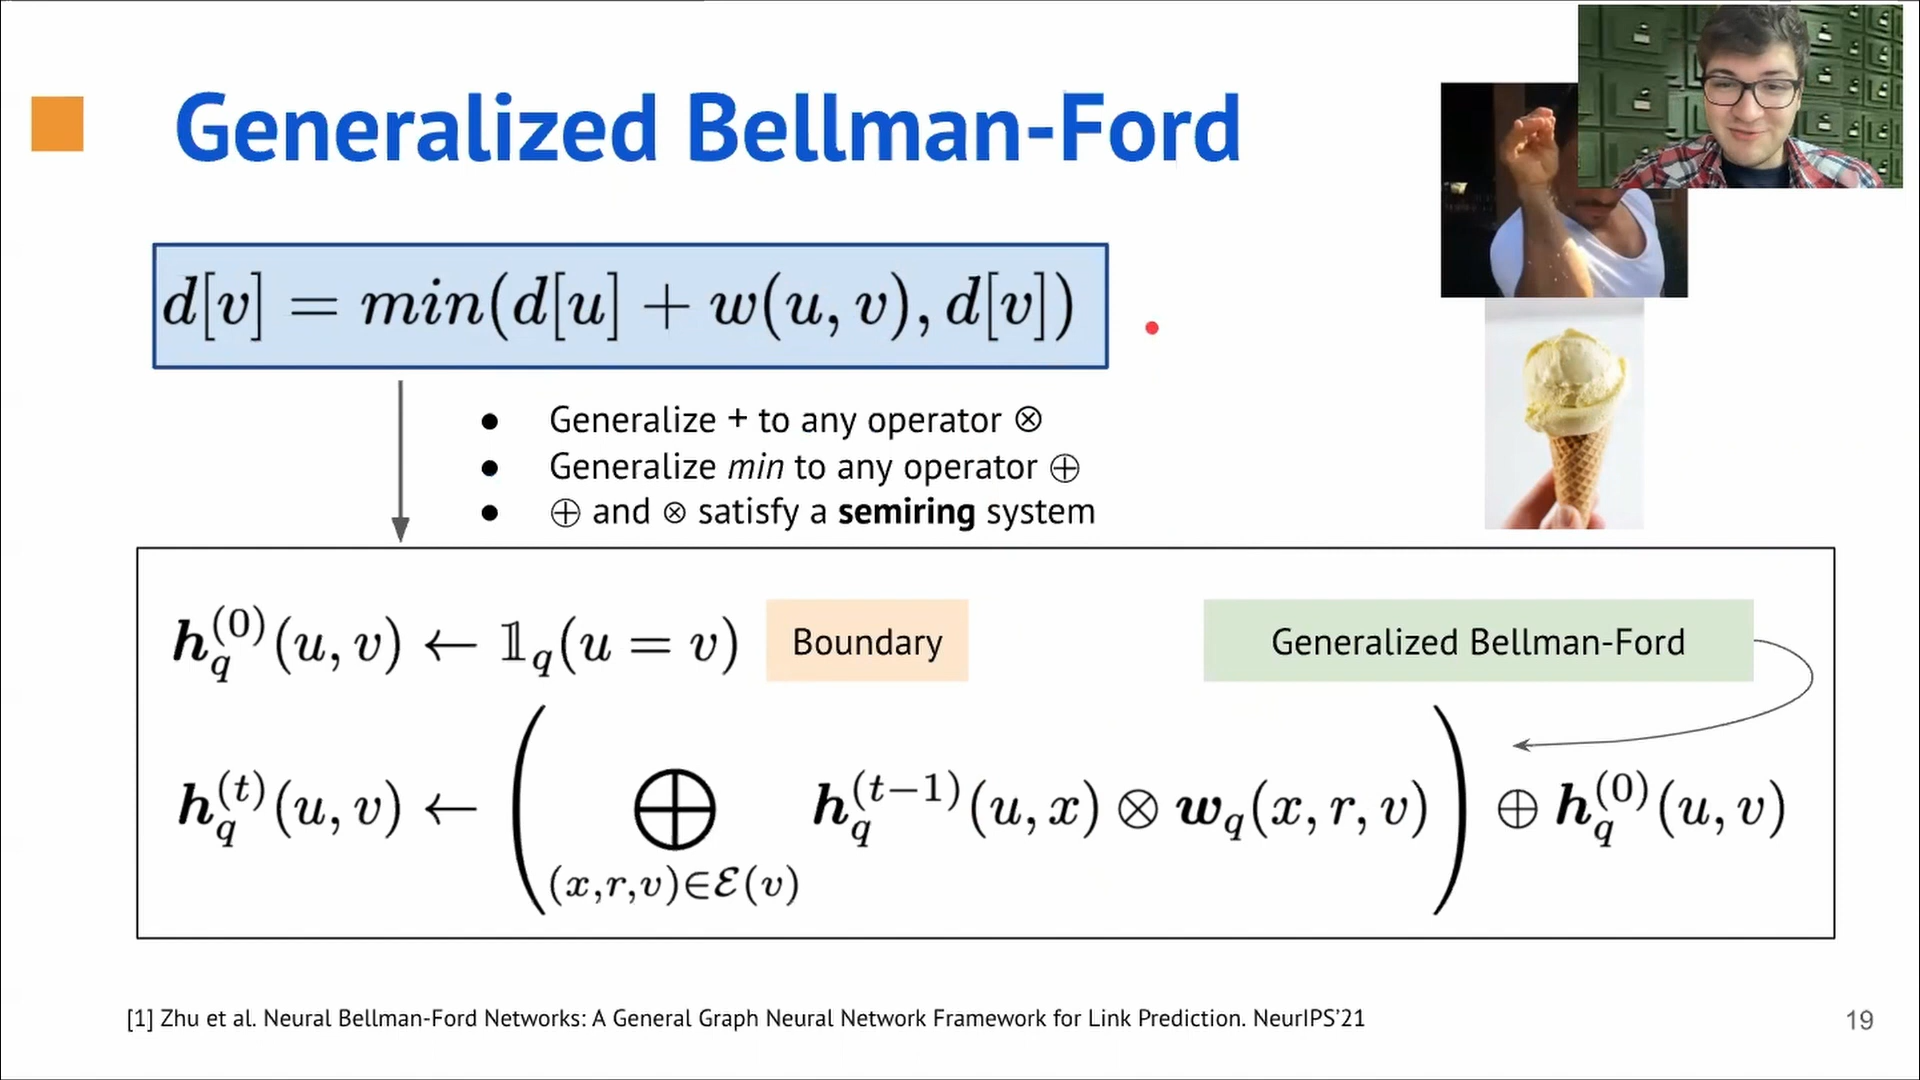 Generalized Bellman-Ford
d[v] = min(d[u] + w(u, v), d[v])
● Generalize + to any operator ⊗
● Generalize min to any operator ⊕
● ⊕ and ⊗ satisfy a semiring system
h_q^{(0)}(u, v) ← 𝟙_q(u = v) Boundary
Generalized Bellman-Ford
h_q^{(t)}(u, v) ← ( ⊕_{(x,r,v)∈ℰ(v)} h_q^{(t−1)}(u, x) ⊗ w_q(x, r, v) ) ⊕ h_q^{(0)}(u, v)
[1] Zhu et al. Neural Bellman-Ford Networks: A General Graph Neural Network Framework for Link Prediction. NeurIPS’21
19